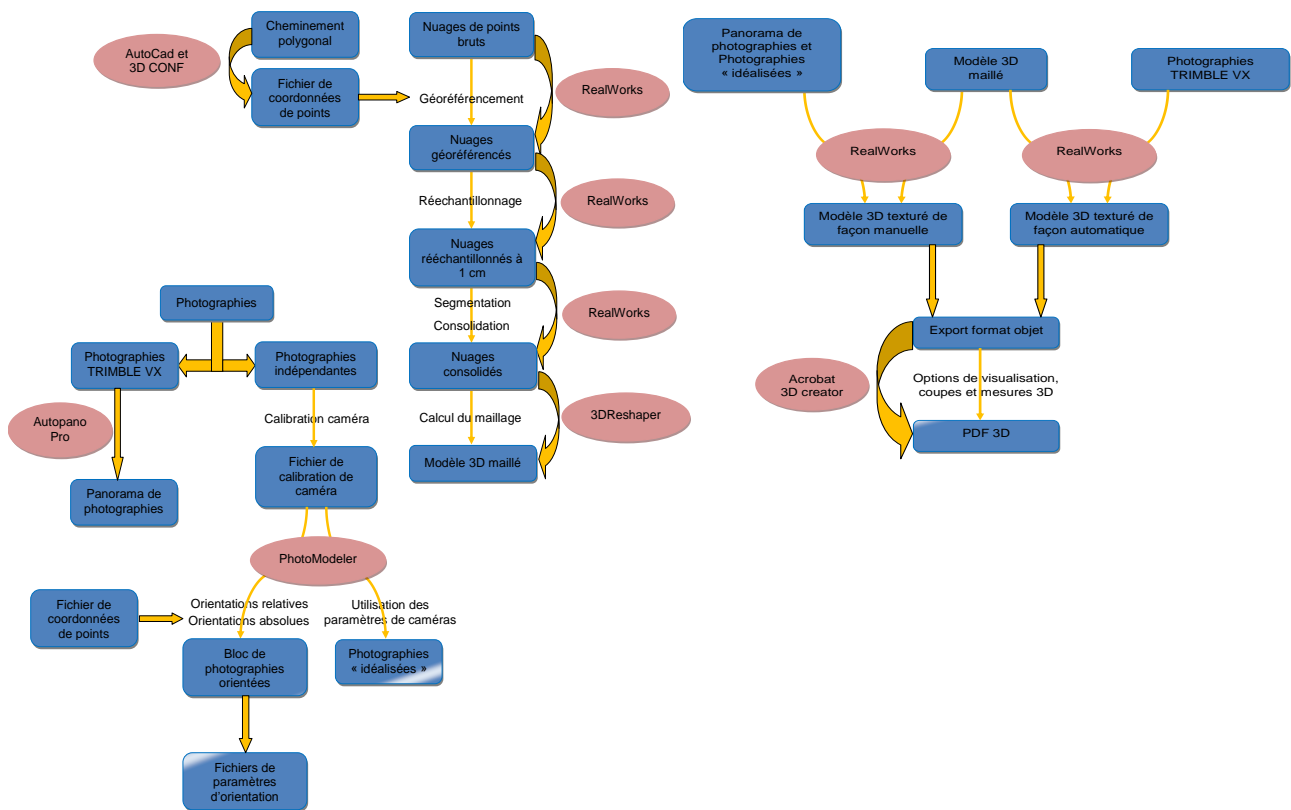 Cheminement
polygonal
AutoCad et
3D CONF
Fichier de
coordonnées
de points
Nuages de points
bruts
Géoréférencement
RealWorks
Nuages
géoréférencés
Réechantillonnage
RealWorks
Nuages
rééchantillonnés à
1 cm
Segmentation
Consolidation
RealWorks
Nuages
consolidés
Calcul du maillage
3DReshaper
Modèle 3D maillé
Photographies
Photographies
TRIMBLE VX
Photographies
indépendantes
Autopano
Pro
Panorama de
photographies
Calibration caméra
Fichier de
calibration de
caméra
PhotoModeler
Fichier de
coordonnées
de points
Orientations relatives
Orientations absolues
Utilisation des
paramètres de caméras
Bloc de
photographies
orientées
Photographies
« idéalisées »
Fichiers de
paramètres
d'orientation
Panorama de
photographies et
Photographies
« idéalisées »
Modèle 3D
maillé
Photographies
TRIMBLE VX
RealWorks
RealWorks
Modèle 3D texturé de
façon manuelle
Modèle 3D texturé de
façon automatique
Export format objet
Acrobat
3D creator
Options de visualisation,
coupes et mesures 3D
PDF 3D